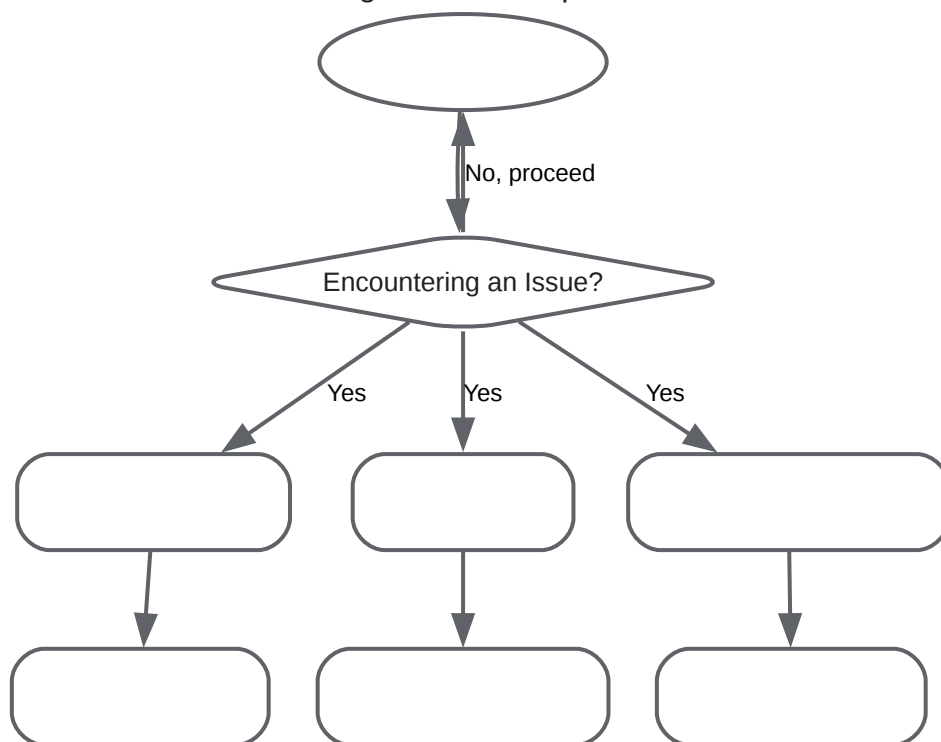 No, proceed
Encountering an Issue?
Yes
Yes
Yes